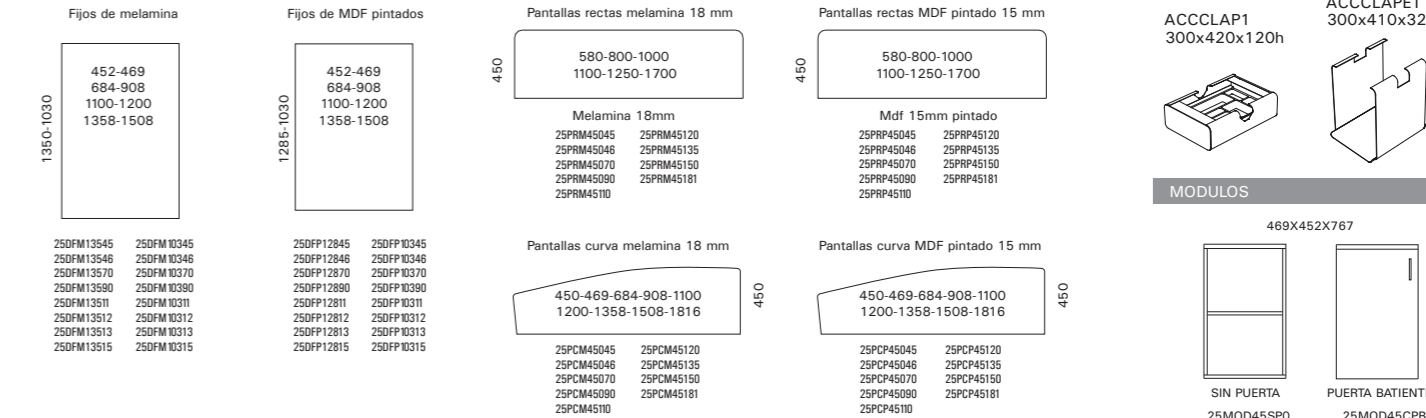 Fijos de melamina
452-469
684-908
1100-1200
1358-1508
1350-1030
25DFM13545 25DFM10345
25DFM13546 25DFM10346
25DFM13570 25DFM10370
25DFM13590 25DFM10390
25DFM13511 25DFM10311
25DFM13512 25DFM10312
25DFM13513 25DFM10313
25DFM13515 25DFM10315
Fijos de MDF pintados
452-469
684-908
1100-1200
1358-1508
1285-1030
25DFP12845 25DFP10345
25DFP12846 25DFP10346
25DFP12870 25DFP10370
25DFP12890 25DFP10390
25DFP12811 25DFP10311
25DFP12812 25DFP10312
25DFP12813 25DFP10313
25DFP12815 25DFP10315
Pantallas rectas melamina 18 mm
450
580-800-1000
1100-1250-1700
Melamina 18mm
25PRM45045 25PRM45120
25PRM45046 25PRM45135
25PRM45070 25PRM45150
25PRM45090 25PRM45181
25PRM45110
Pantallas rectas MDF pintado 15 mm
450
580-800-1000
1100-1250-1700
Mdf 15mm pintado
25PRP45045 25PRP45120
25PRP45046 25PRP45135
25PRP45070 25PRP45150
25PRP45090 25PRP45181
25PRP45110
Pantallas curva melamina 18 mm
450-469-684-908-1100
1200-1358-1508-1816
450
25PCM45045 25PCM45120
25PCM45046 25PCM45135
25PCM45070 25PCM45150
25PCM45090 25PCM45181
25PCM45110
Pantallas curva MDF pintado 15 mm
450-469-684-908-1100
1200-1358-1508-1816
450
25PCP45045 25PCP45120
25PCP45046 25PCP45135
25PCP45070 25PCP45150
25PCP45090 25PCP45181
25PCP45110
ACCCLAP1
300x420x120h
ACCCLAPET1
300x410x32
MODULOS
469X452X767
SIN PUERTA
25MOD45SP0
PUERTA BATIENT
25MOD45CPB